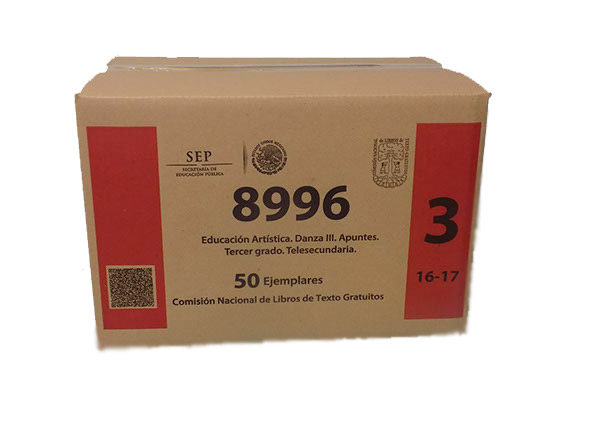 SEP
SECRETARÍA DE
EDUCACIÓN PÚBLICA
8996
Educación Artística. Danza III. Apuntes.
Tercer grado. Telesecundaria.
50 Ejemplares
Comisión Nacional de Libros de Texto Gratuitos
3
16-17